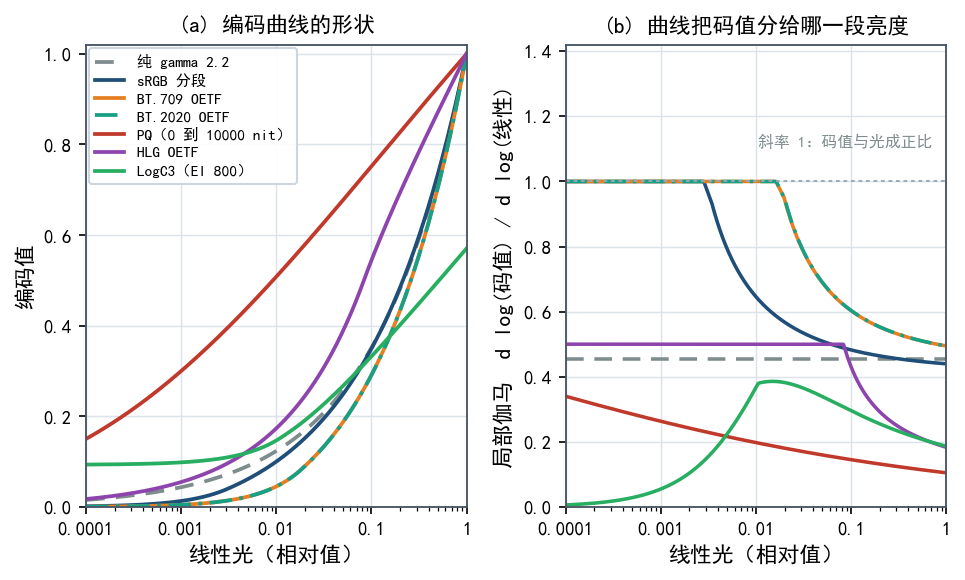 (a) 编码曲线的形状
1.0
0.8
0.6
0.4
0.2
0.0
编码值
纯 gamma 2.2
sRGB 分段
BT.709 OETF
BT.2020 OETF
PQ（0 到 10000 nit）
HLG OETF
LogC3（EI 800）
0.0001
0.001
0.01
0.1
1
线性光（相对值）
(b) 曲线把码值分给哪一段亮度
1.4
1.2
1.0
0.8
0.6
0.4
0.2
0.0
局部伽马 d log(码值) / d log(线性)
斜率 1：码值与光成正比
0.0001
0.001
0.01
0.1
1
线性光（相对值）